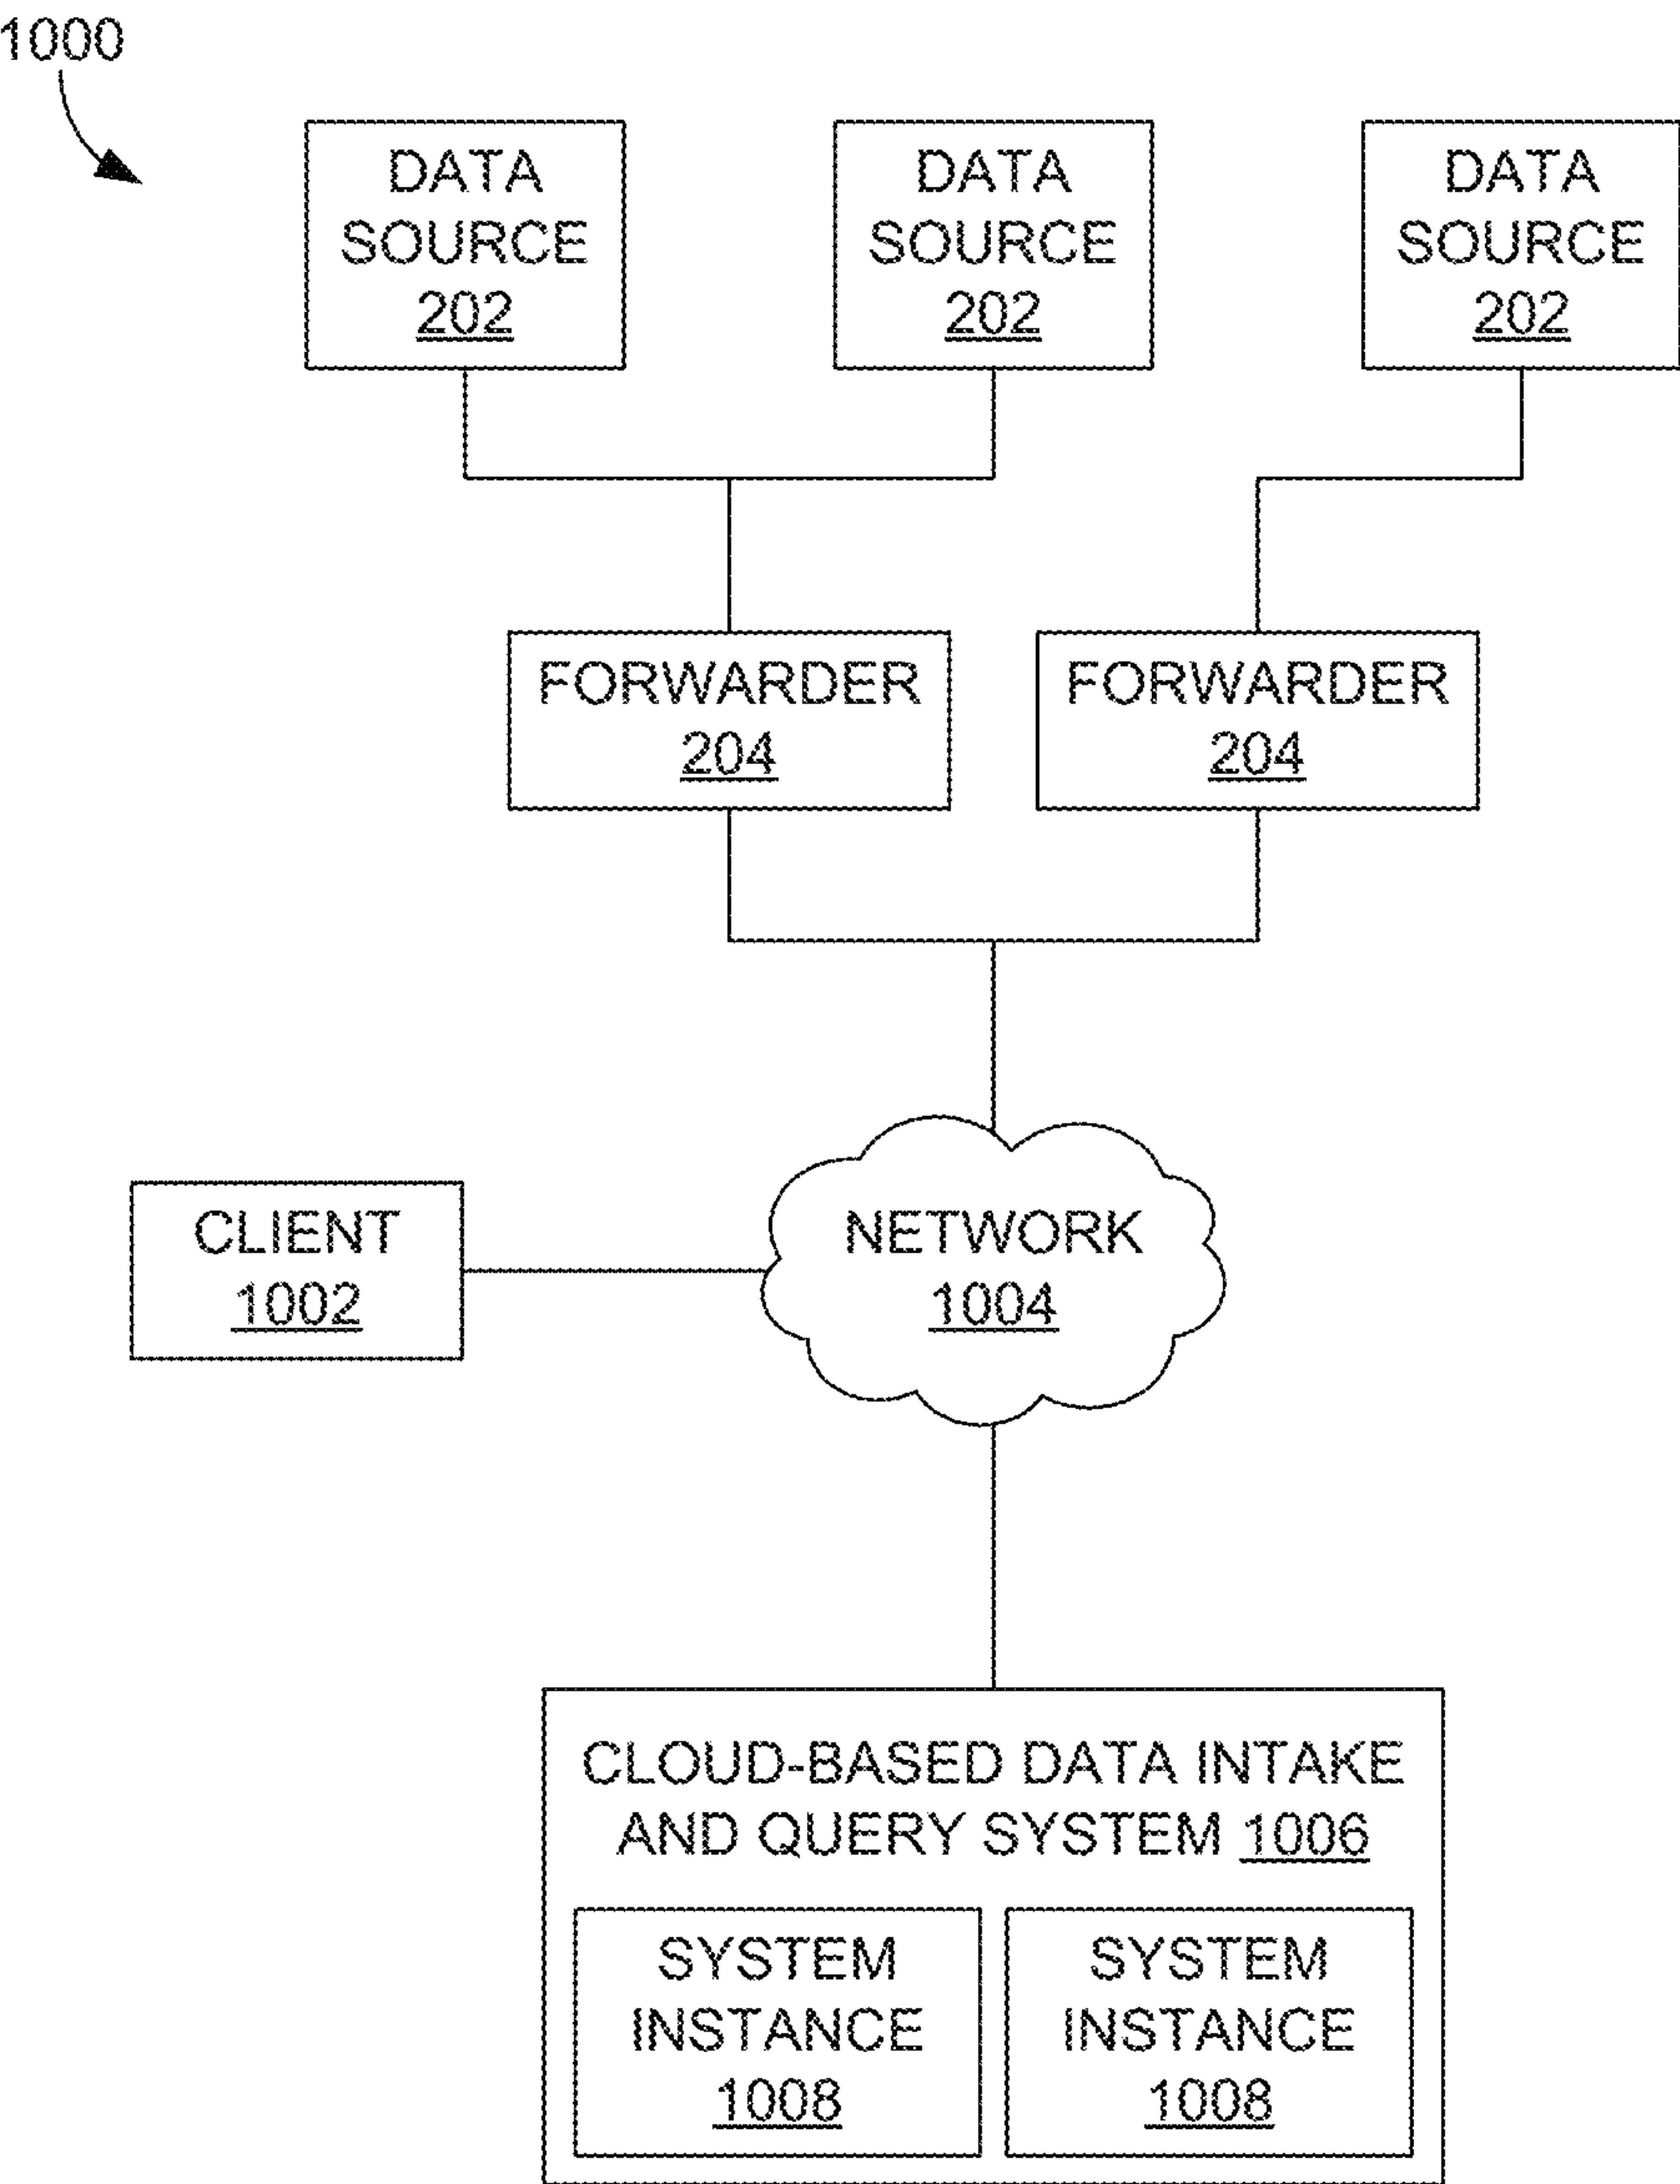 1000
DATA
SOURCE
202
DATA
SOURCE
202
DATA
SOURCE
202
FORWARDER
204
FORWARDER
204
CLIENT
1002
NETWORK
1004
CLOUD-BASED DATA INTAKE
AND QUERY SYSTEM 1006
SYSTEM
INSTANCE
1008
SYSTEM
INSTANCE
1008